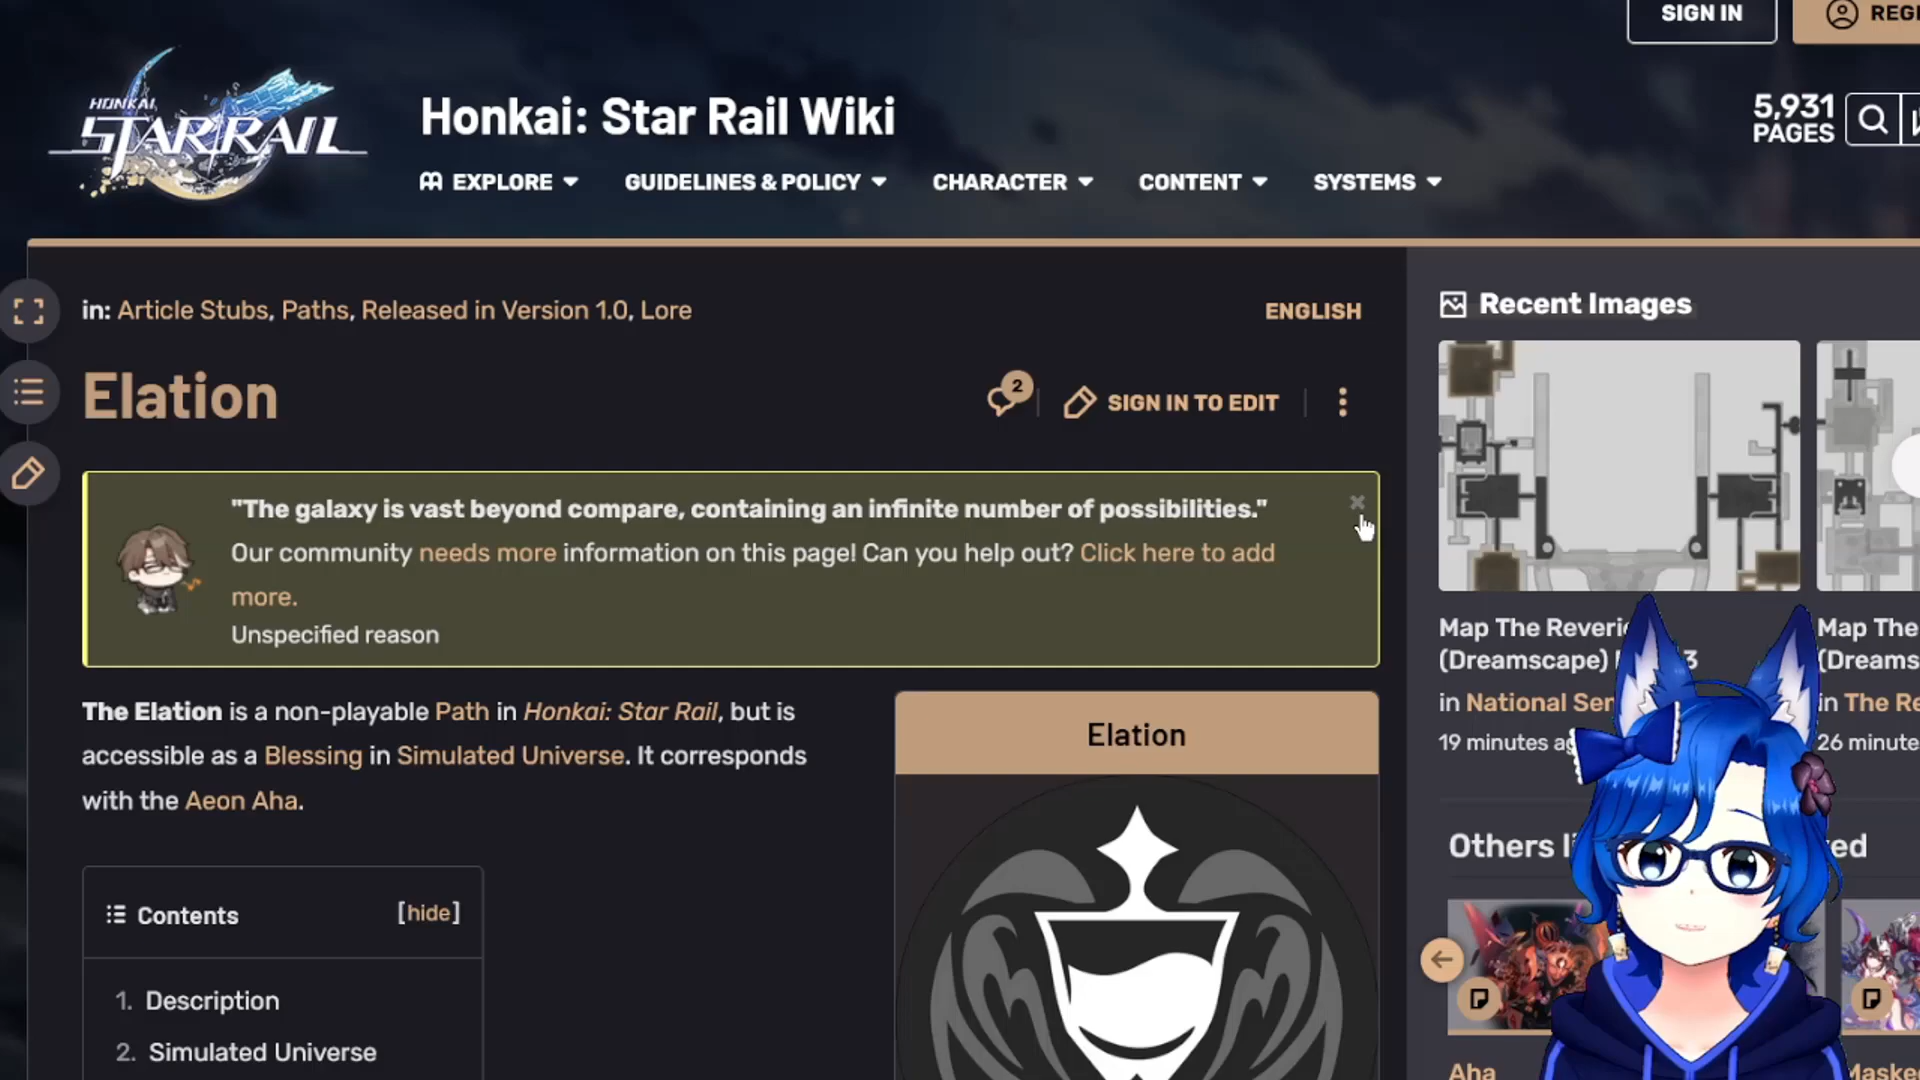 SIGN IN
HONKAI
STAR RAIL
Honkai: Star Rail Wiki
5,931
PAGES
EXPLORE
GUIDELINES & POLICY
CHARACTER
CONTENT
SYSTEMS
in: Article Stubs, Paths, Released in Version 1.0, Lore
ENGLISH
Elation
2
SIGN IN TO EDIT
"The galaxy is vast beyond compare, containing an infinite number of possibilities."
Our community needs more information on this page! Can you help out? Click here to add
more.
Unspecified reason
The Elation is a non-playable Path in Honkai: Star Rail, but is
accessible as a Blessing in Simulated Universe. It corresponds
with the Aeon Aha.
Contents
[hide]
1. Description
2. Simulated Universe
Elation
Recent Images
Map The
(Dreamscape)
3
in National
19 minutes
Map The
in The
26
Others
Aha